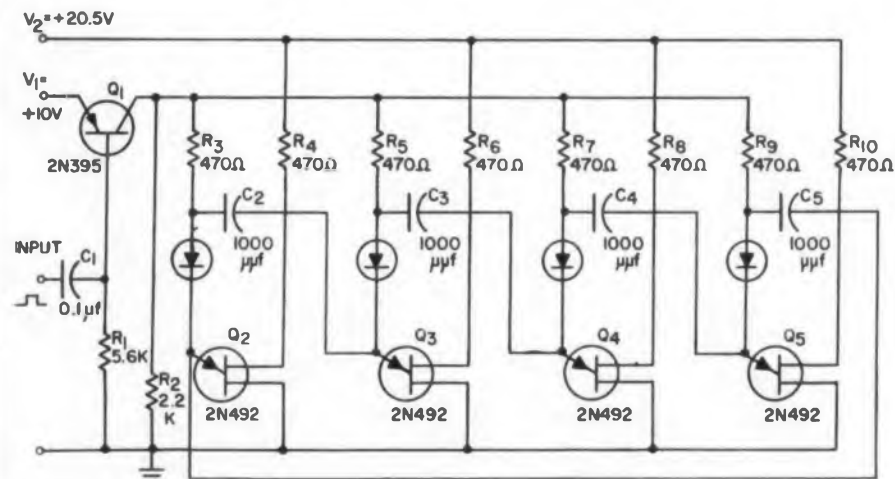 V2=+20.5V
V1=
+10V
Q1
2N395
R3
470Ω
R4
470Ω
R5
470Ω
R6
470Ω
R7
470Ω
R8
470Ω
R9
470Ω
R10
470Ω
C2
1000
μμf
C3
1000
μμf
C4
1000
μμf
C5
1000
μμf
INPUT
C1
0.1μf
R1
5.6K
R2
2.2
K
Q2
2N492
Q3
2N492
Q4
2N492
Q5
2N492